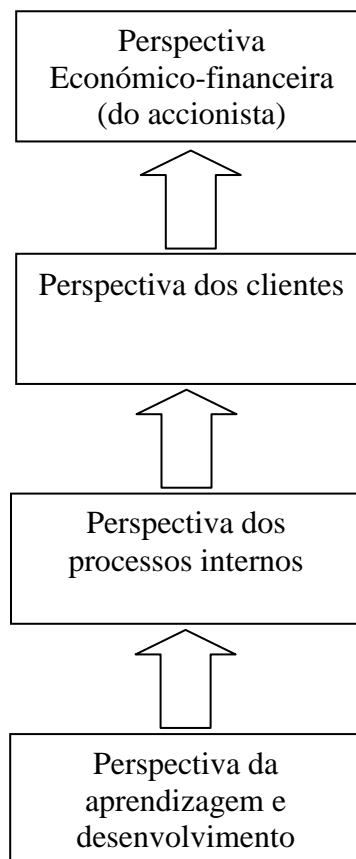 Perspectiva
Económico-financeira
(do accionista)
Perspectiva dos clientes
Perspectiva dos
processos internos
Perspectiva da
aprendizagem e
desenvolvimento